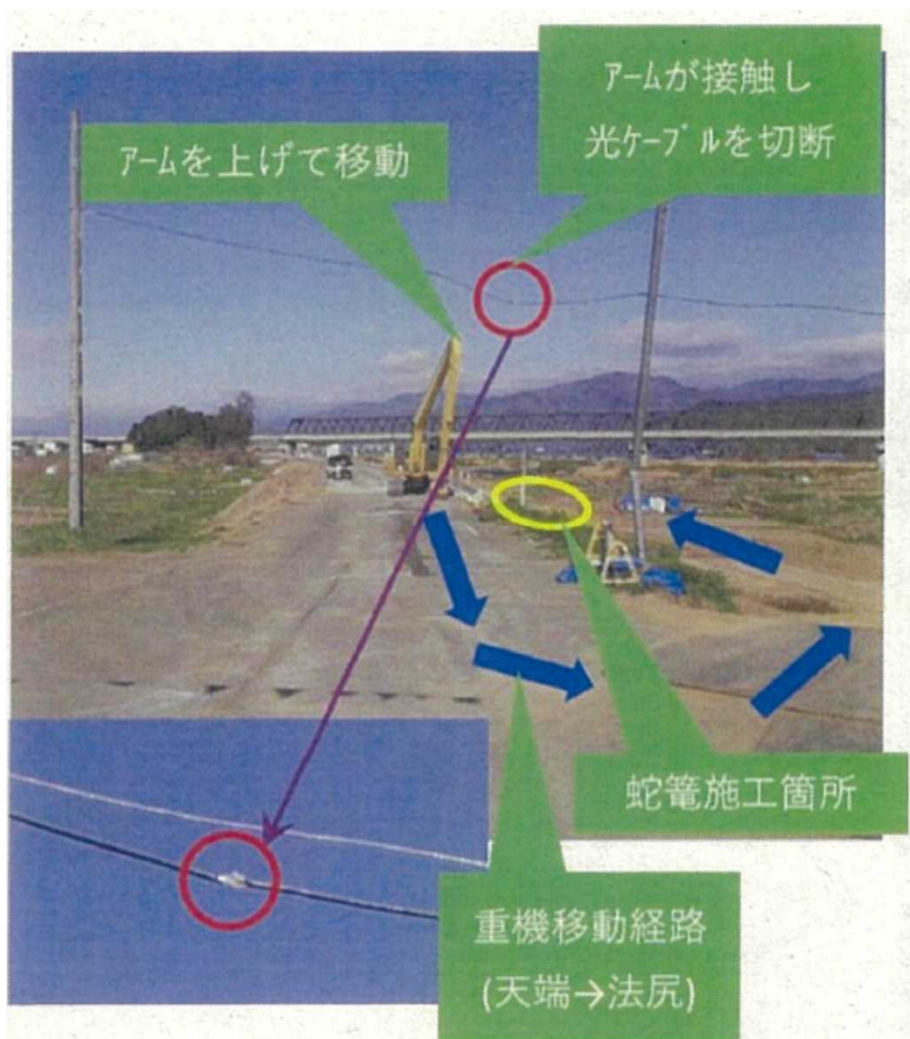 アームが接触し
光ケーブルを切断
アームを上げて移動
蛇篭施工箇所
重機移動経路
(天端→法尻)